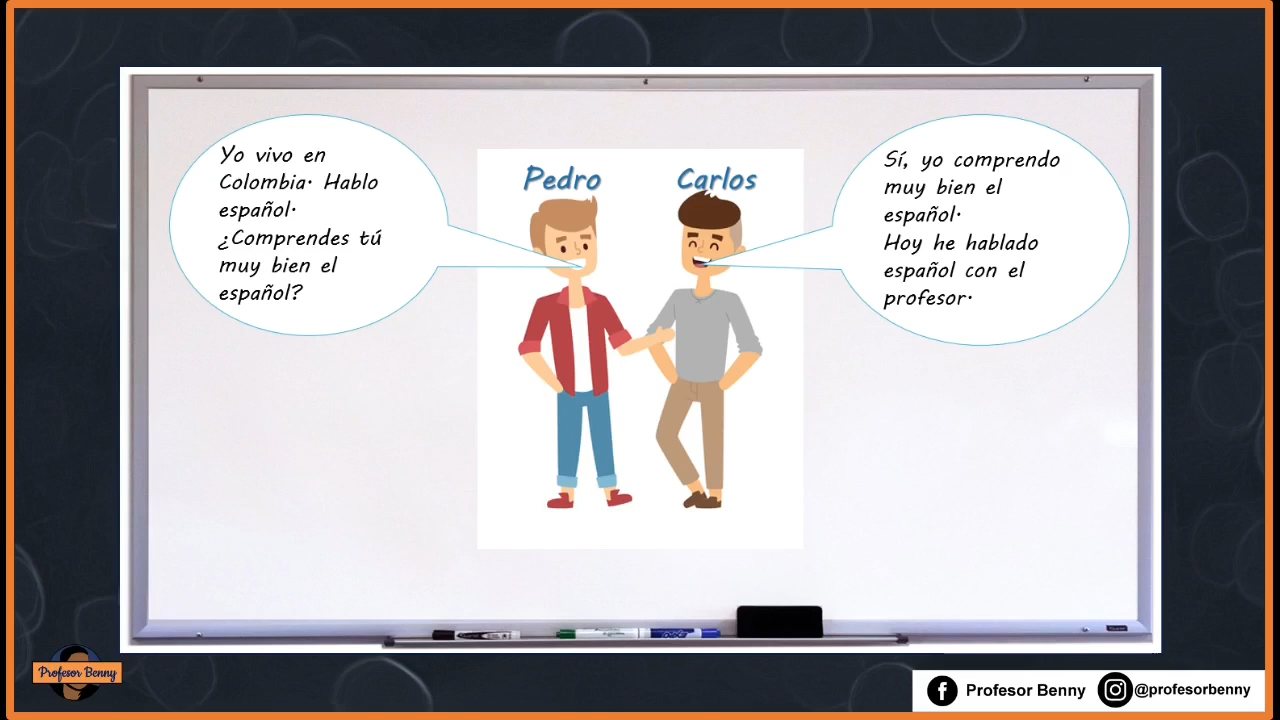 Pedro
Carlos
Yo vivo en
Colombia. Hablo
español.
¿Comprendes tú
muy bien el
español?
Sí, yo comprendo
muy bien el
español.
Hoy he hablado
español con el
profesor.
Profesor Benny
Profesor Benny
@profesorbenny